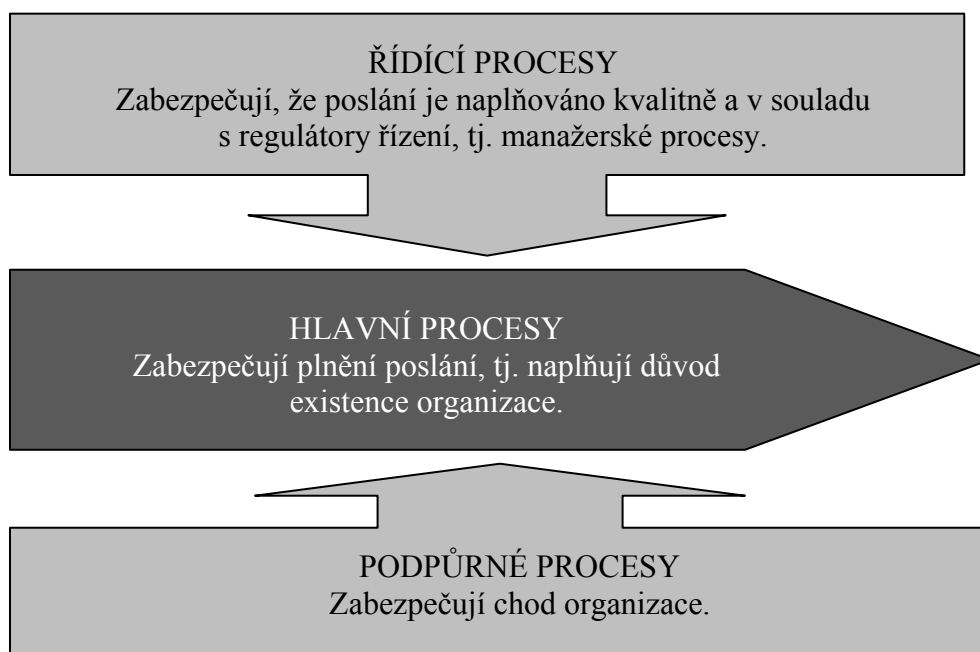 ŘÍDÍCÍ PROCESY
Zabezpečují, že poslání je naplňováno kvalitně a v souladu
s regulátory řízení, tj. manažerské procesy.
HLAVNÍ PROCESY
Zabezpečují plnění poslání, tj. naplňují důvod
existence organizace.
PODPŮRNÉ PROCESY
Zabezpečují chod organizace.